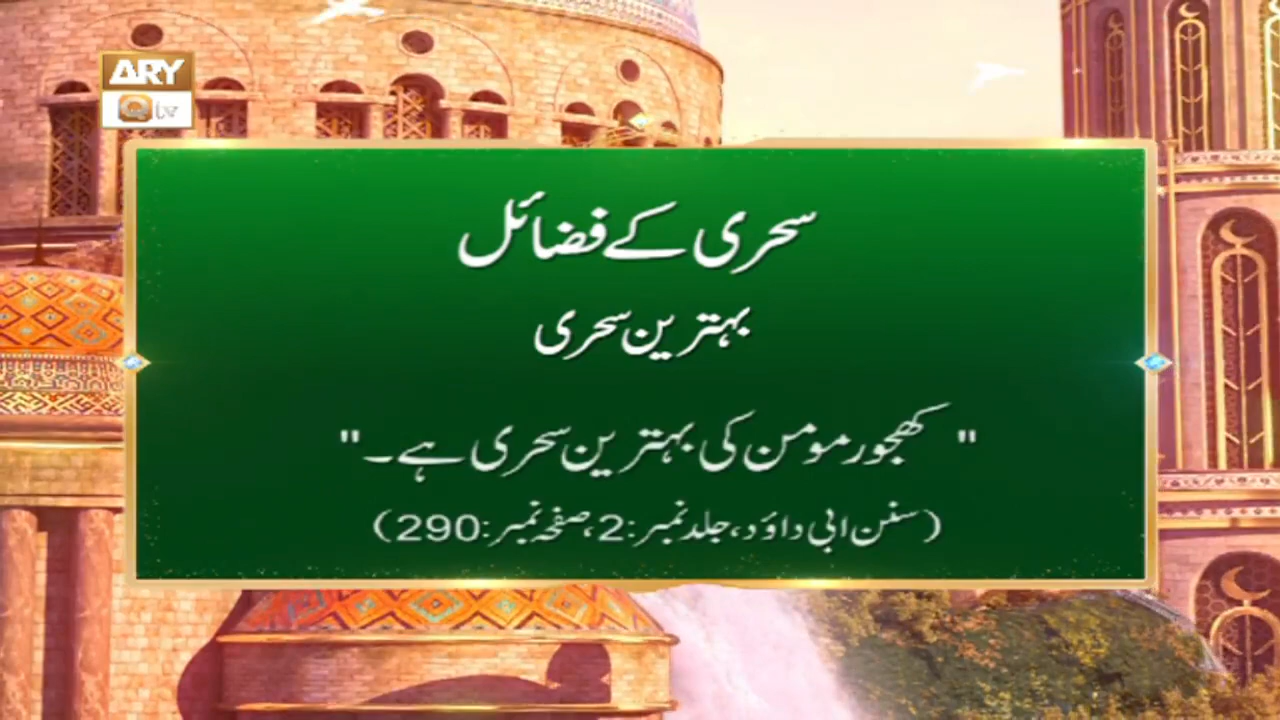 ARY
Qtv
سحری کے فضائل
بہترین سحری
" کھجور مومن کی بہترین سحری ہے۔"
(سنن ابی داؤد، جلد نمبر:2، صفحہ نمبر:290)